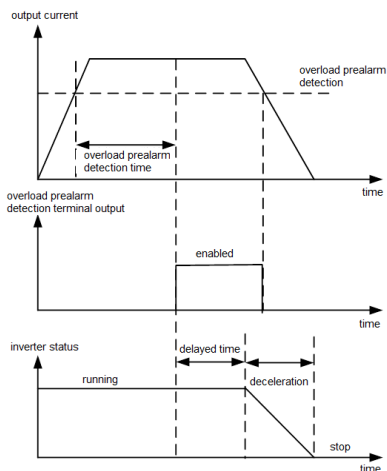 output current
overload prealarm
detection
overload prealarm
detection time
time
overload prealarm
detection terminal output
enabled
time
inverter status
delayed time
running
deceleration
stop
time